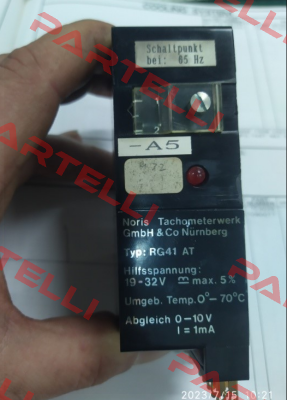 Schaltpunkt
bei: 65 Hz
2
-A5
Noris Tachometerwerk
GmbH & Co Nürnberg
Typ: RG41 AT
Hilfsspannung:
19-32V max. 5%
Umgeb. Temp. 0°-70°C
Abgleich 0-10V
I = 1mA
2023/7/15 10:21
PARTELLI